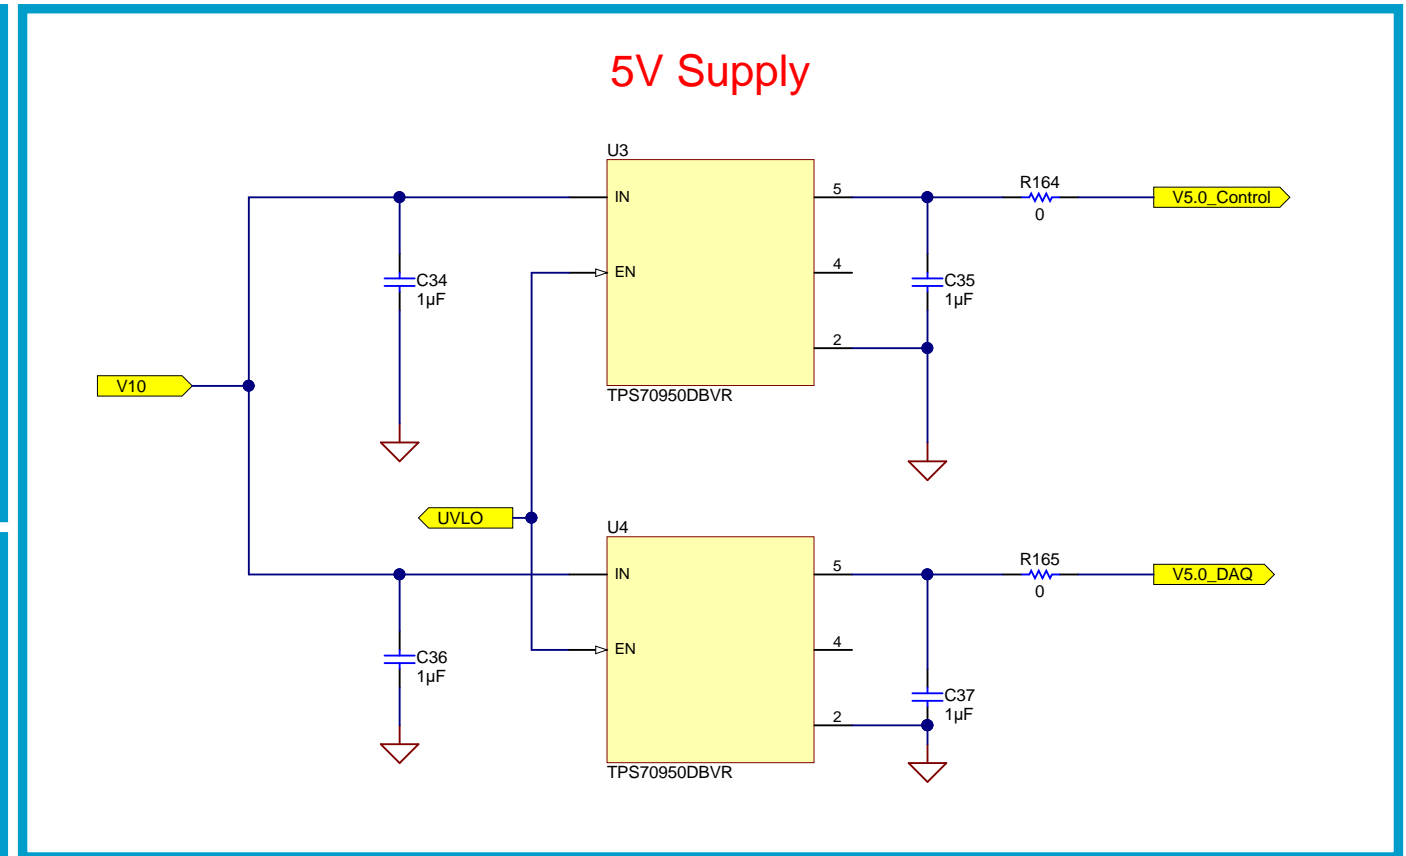 5V Supply
U3
IN
5
R164
0
V5.0_Control
EN
4
C34
1µF
C35
1µF
2
V10
TPS70950DBVR
UVLO
U4
IN
5
R165
0
V5.0_DAQ
EN
4
C36
1µF
C37
1µF
2
TPS70950DBVR